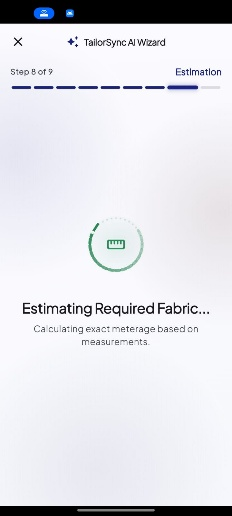 TailorSync AI Wizard
Step 8 of 9
Estimation
Estimating Required Fabric...
Calculating exact meterage based on
measurements.